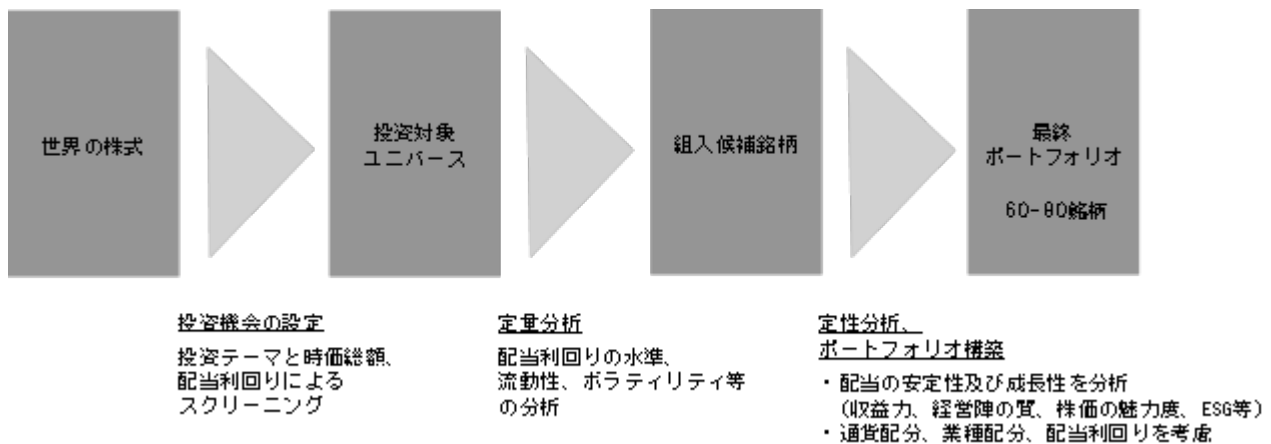 世界の株式
投資対象
ユニバース
組入候補銘柄
最終
ポートフォリオ
60-80銘柄
投資機会の設定
投資テーマと時価総額、
配当利回りによる
スクリーニング
定量分析
配当利回りの水準、
流動性、ボラティリティ等
の分析
定性分析、
ポートフォリオ構築
・配当の安定性及び成長性を分析
(収益力、経営陣の質、株価の魅力度、ESG等)
・通貨配分、業種配分、配当利回りを考慮